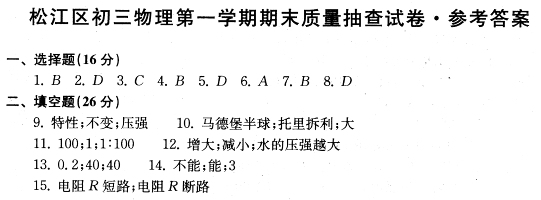 松江区初三物理第一学期期末质量抽查试卷·参考答案
一、选择题(16分)
1. B 2. D 3. C 4. B 5. D 6. A 7. B 8. D
二、填空题(26分)
9. 特性;不变;压强 10. 马德堡半球;托里拆利;大
11. 100;1;1:100 12. 增大;减小;水的压强越大
13. 0.2;40;40 14. 不能;能;3
15. 电阻R短路;电阻R断路